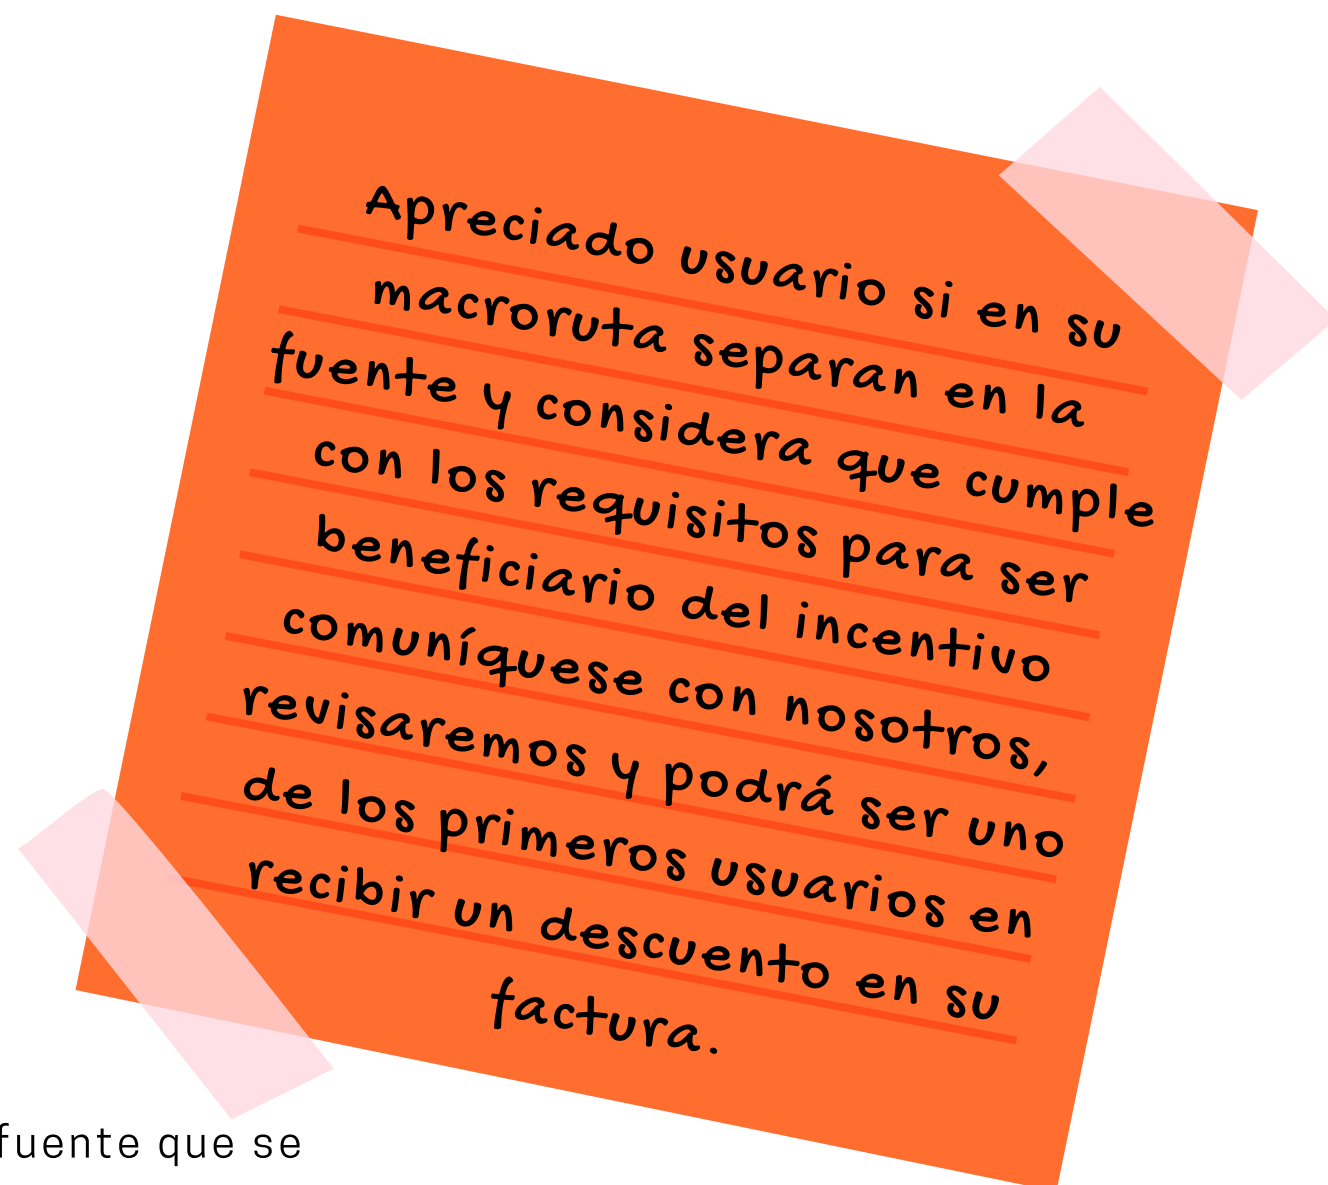 Apreciado usuario si en su
macroruta separan en la
fuente y considera que cumple
con los requisitos para ser
beneficiario del incentivo
comuníquese con nosotros,
revisaremos y podrá ser uno
de los primeros usuarios en
recibir un descuento en su
factura.
fuente que se